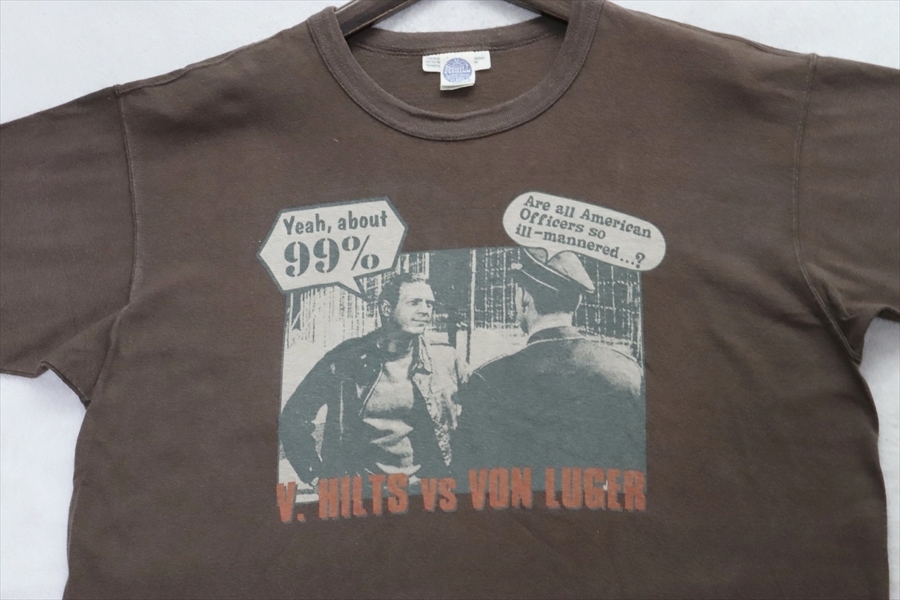 Yeah, about
99%
Are all American
Officers so
ill-mannered...?
V. HILTS VS VON LUGER